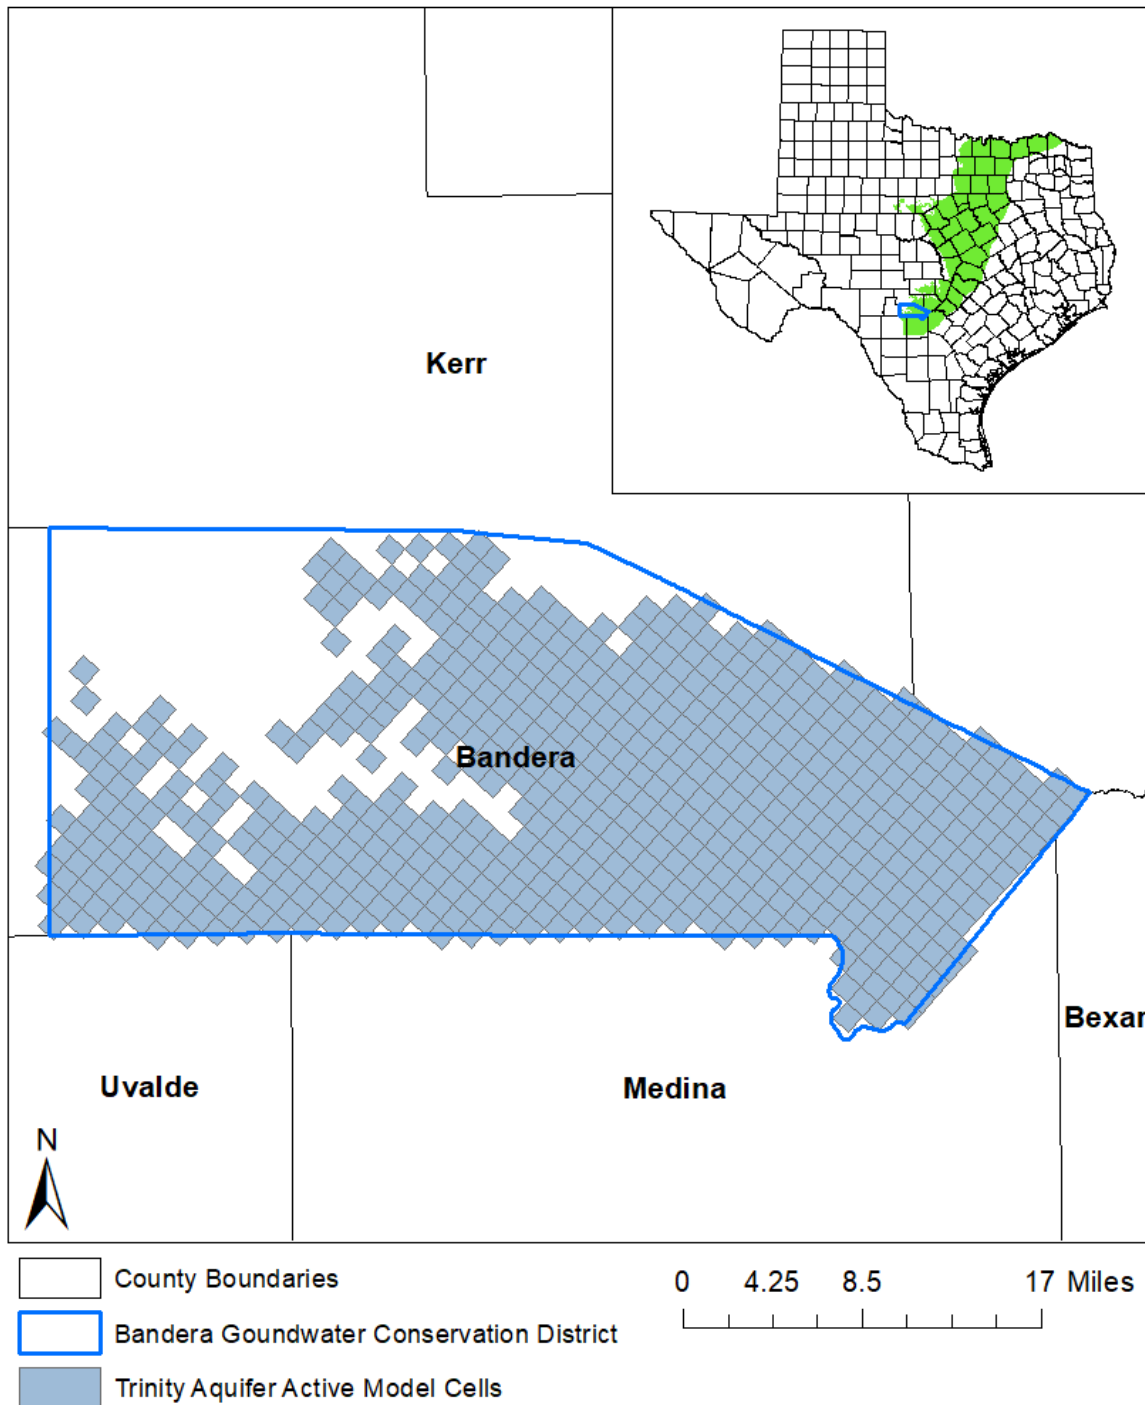 Kerr
Bandera
Bexar
Uvalde
Medina
N
County Boundaries
0 4.25 8.5 17 Miles
Bandera Goundwater Conservation District
Trinity Aquifer Active Model Cells